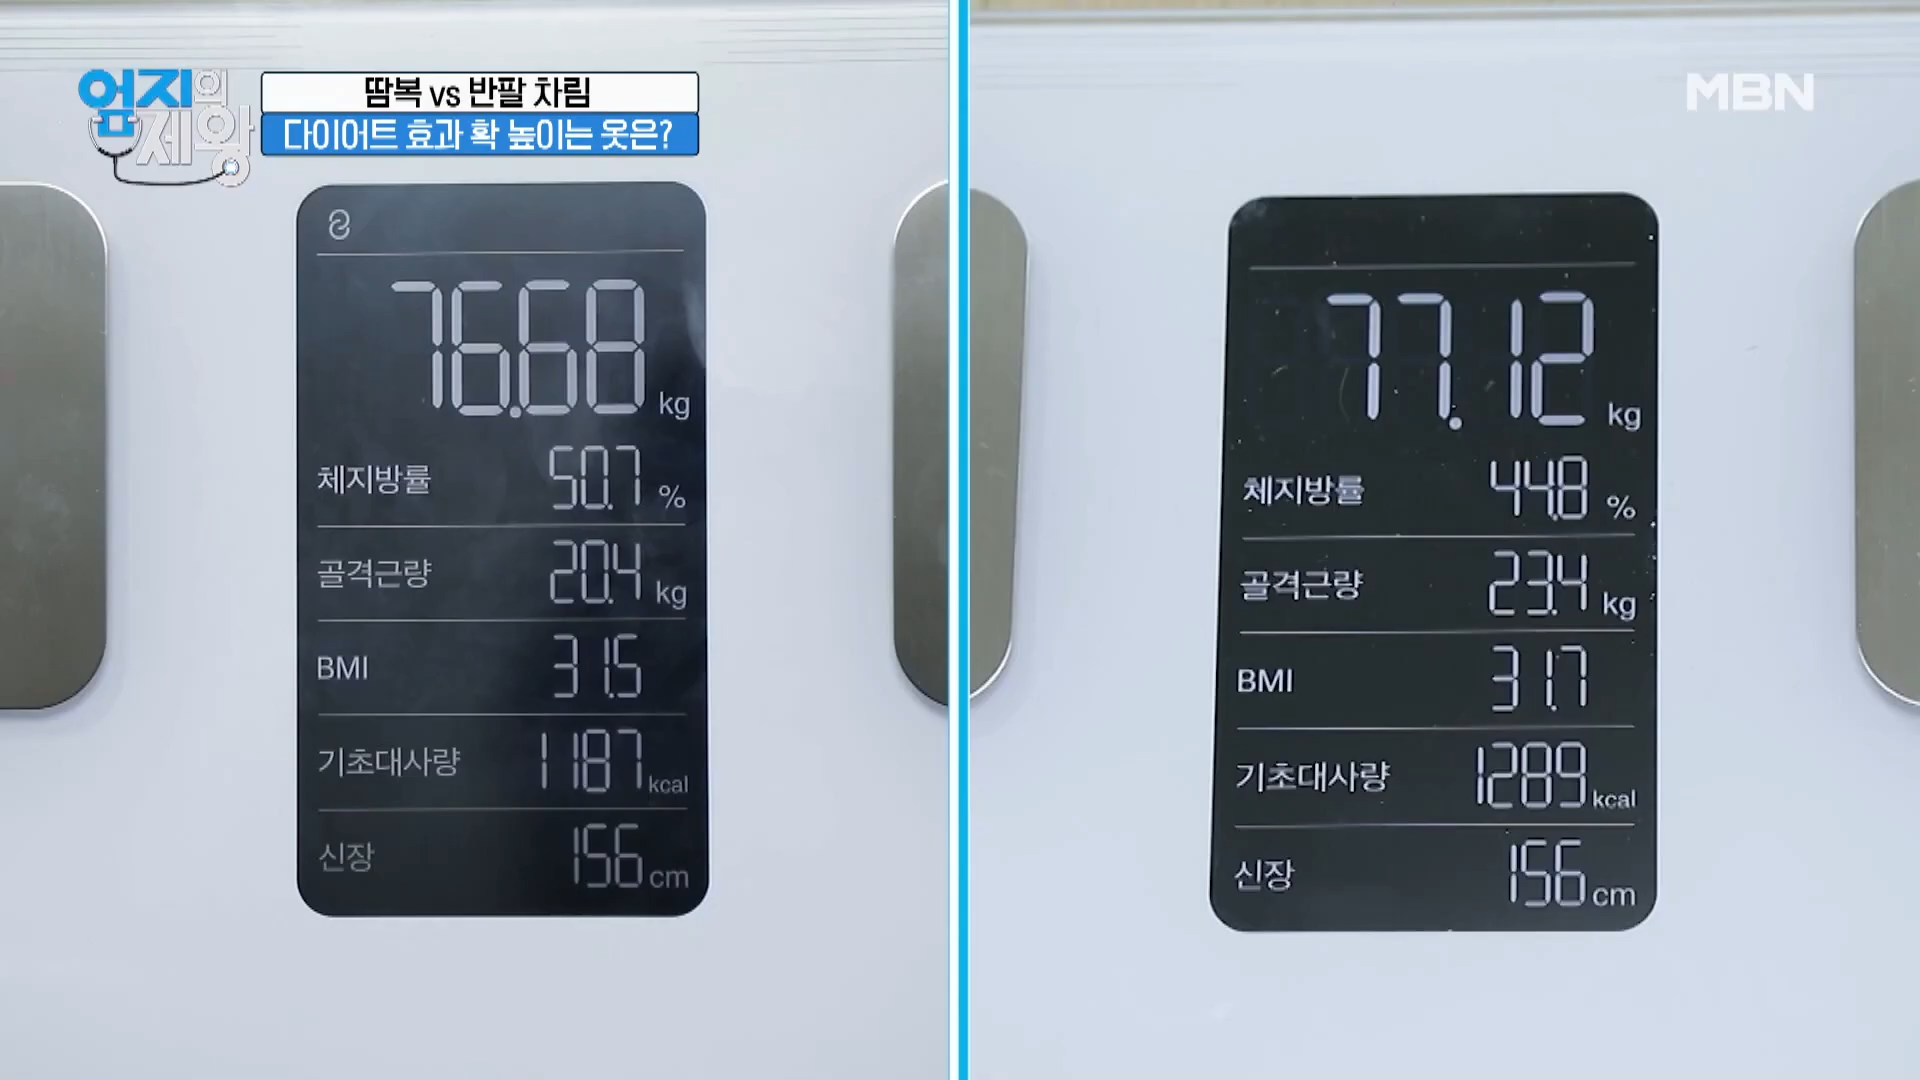 엄지의 제왕
땀복 vs 반팔 차림
다이어트 효과 확 높이는 옷은?
MBN
76.68 kg
체지방률 50.7 %
골격근량 20.4 kg
BMI 31.5
기초대사량 1187 kcal
신장 156 cm
77.12 kg
체지방률 44.8 %
골격근량 23.4 kg
BMI 31.7
기초대사량 1289 kcal
신장 156 cm